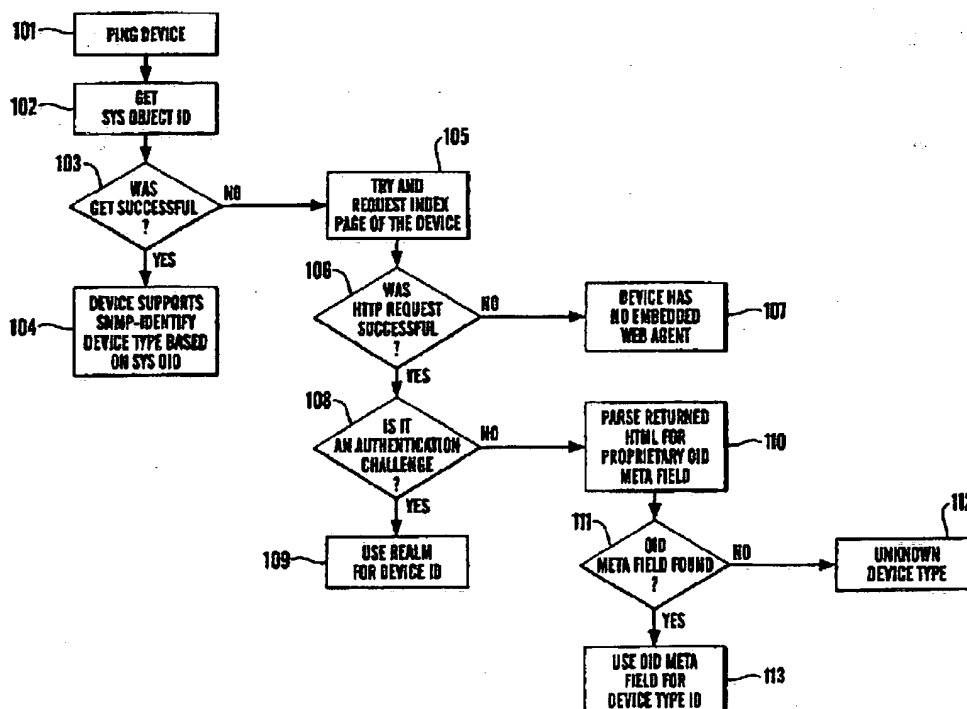 101
PING DEVICE
102
GET
SYS OBJECT ID
103
WAS
GET SUCCESSFUL
?
NO
YES
104
DEVICE SUPPORTS
SNMP-IDENTIFY
DEVICE TYPE BASED
ON SYS OID
105
TRY AND
REQUEST INDEX
PAGE OF THE DEVICE
106
WAS
HTTP REQUEST
SUCCESSFUL
?
NO
YES
DEVICE HAS
NO EMBEDDED
WEB AGENT
107
108
IS IT
AN AUTHENTICATION
CHALLENGE
?
NO
YES
109
USE REALM
FOR DEVICE ID
PARSE RETURNED
HTML FOR
PROPRIETARY OID
META FIELD
110
111
OID
META FIELD FOUND
?
NO
YES
112
UNKNOWN
DEVICE TYPE
USE OID META
FIELD FOR
DEVICE TYPE ID
113